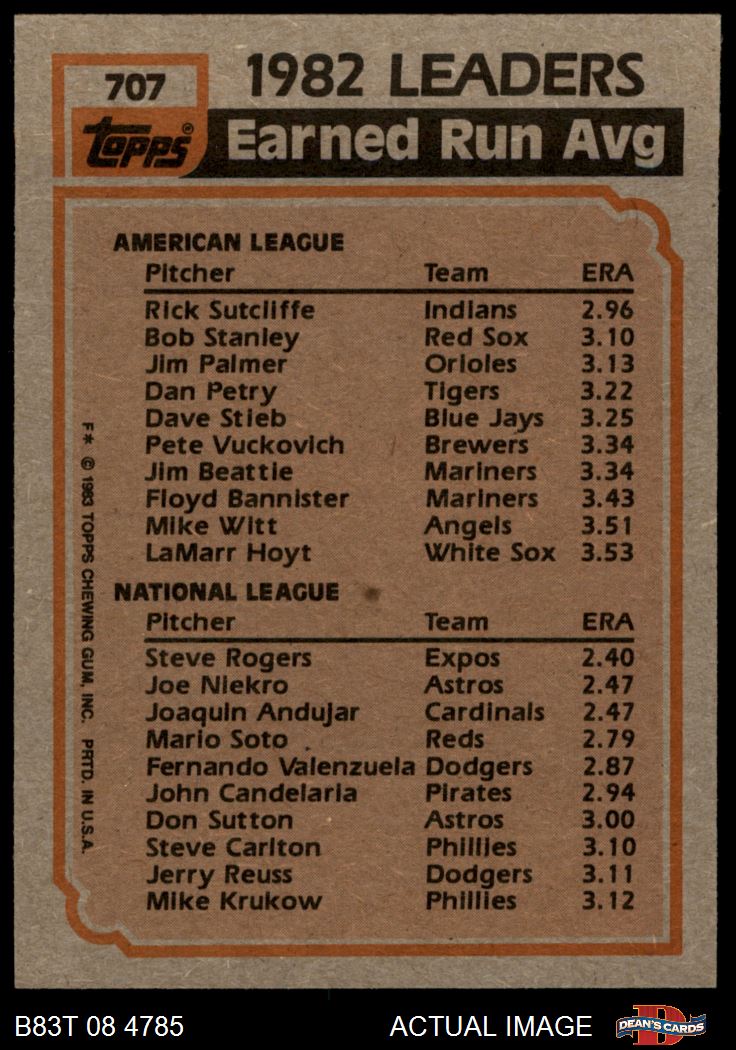 707
1982 LEADERS
topps®
Earned Run Avg
AMERICAN LEAGUE
Pitcher Team ERA
Rick Sutcliffe Indians 2.96
Bob Stanley Red Sox 3.10
Jim Palmer Orioles 3.13
Dan Petry Tigers 3.22
Dave Stieb Blue Jays 3.25
Pete Vuckovich Brewers 3.34
Jim Beattie Mariners 3.34
Floyd Bannister Mariners 3.43
Mike Witt Angels 3.51
LaMarr Hoyt White Sox 3.53
NATIONAL LEAGUE
Pitcher Team ERA
Steve Rogers Expos 2.40
Joe Niekro Astros 2.47
Joaquin Andujar Cardinals 2.47
Mario Soto Reds 2.79
Fernando Valenzuela Dodgers 2.87
John Candelaria Pirates 2.94
Don Sutton Astros 3.00
Steve Carlton Phillies 3.10
Jerry Reuss Dodgers 3.11
Mike Krukow Phillies 3.12
F* © 1983 TOPPS CHEWING GUM, INC. PRTD. IN U.S.A.
B83T 08 4785 ACTUAL IMAGE
D
DEAN'S CARDS